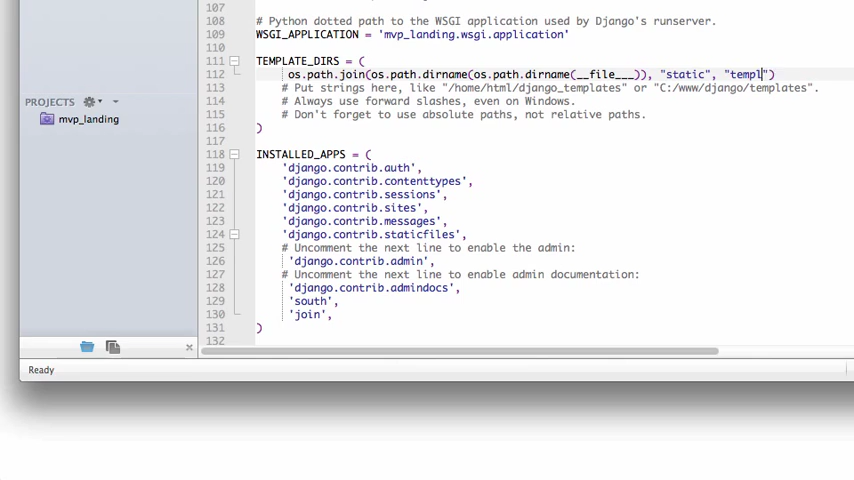 107
108 # Python dotted path to the WSGI application used by Django's runserver.
109 WSGI_APPLICATION = 'mvp_landing.wsgi.application'
110
111 TEMPLATE_DIRS = (
112 os.path.join(os.path.dirname(os.path.dirname(__file___)), "static", "templ")
113 # Put strings here, like "/home/html/django_templates" or "C:/www/django/templates".
114 # Always use forward slashes, even on Windows.
115 # Don't forget to use absolute paths, not relative paths.
116 )
117
118 INSTALLED_APPS = (
119 'django.contrib.auth',
120 'django.contrib.contenttypes',
121 'django.contrib.sessions',
122 'django.contrib.sites',
123 'django.contrib.messages',
124 'django.contrib.staticfiles',
125 # Uncomment the next line to enable the admin:
126 'django.contrib.admin',
127 # Uncomment the next line to enable admin documentation:
128 'django.contrib.admindocs',
129 'south',
130 'join',
131 )
132
PROJECTS
mvp_landing
Ready